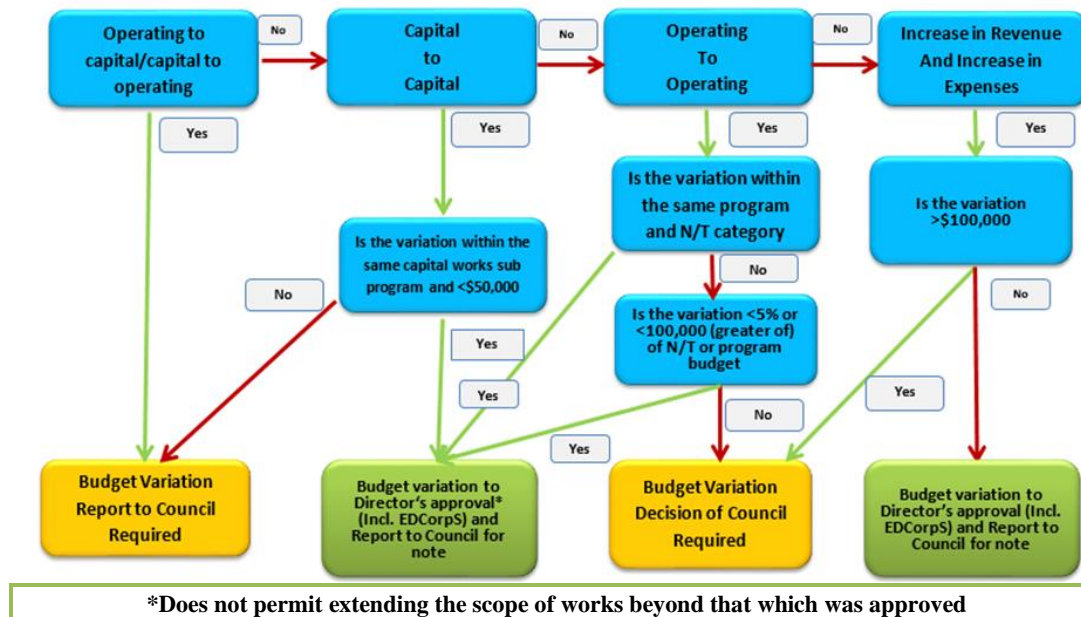 Operating to
capital/capital to
operating
No
Capital
to
Capital
No
Operating
To
Operating
No
Increase in Revenue
And Increase in
Expenses
Yes
Yes
Yes
Yes
Is the variation within
the same program
and N/T category
Is the variation
>$100,000
Is the variation within the
same capital works sub
program and <$50,000
No
No
No
Is the variation <5% or
<100,000 (greater of)
of N/T or program
budget
Yes
Yes
Yes
No
Yes
Budget Variation
Report to Council
Required
Budget variation to
Director's approval*
(Incl. EDCorpS) and
Report to Council for
note
Budget Variation
Decision of Council
Required
Budget variation to
Director's approval (Incl.
EDCorpS) and Report to
Council for note
*Does not permit extending the scope of works beyond that which was approved